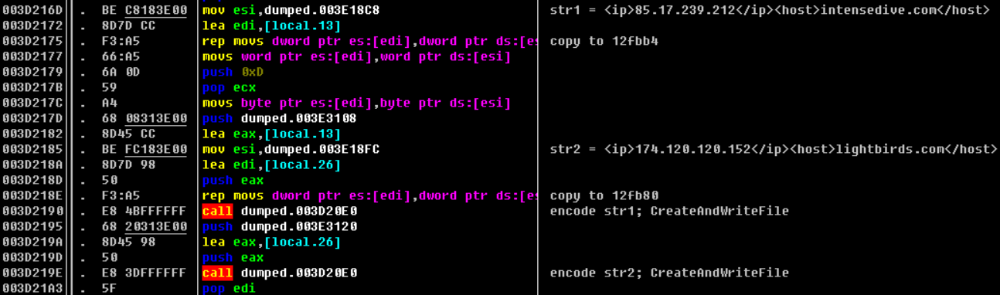 003D216D . BE C8183E00 mov esi,dumped.003E18C8 str1 = <ip>85.17.239.212</ip><host>intensedive.com</host>
003D2172 . 8D7D CC lea edi,[local.13]
003D2175 . F3:A5 rep movs dword ptr es:[edi],dword ptr ds:[es copy to 12fbb4
003D2177 . 66:A5 movs word ptr es:[edi],word ptr ds:[esi]
003D2179 . 6A 0D push 0xD
003D217B . 59 pop ecx
003D217C . A4 movs byte ptr es:[edi],byte ptr ds:[esi]
003D217D . 68 08313E00 push dumped.003E3108
003D2182 . 8D45 CC lea eax,[local.13]
003D2185 . BE FC183E00 mov esi,dumped.003E18FC str2 = <ip>174.120.120.152</ip><host>lightbirds.com</host>
003D218A . 8D7D 98 lea edi,[local.26]
003D218D . 50 push eax
003D218E . F3:A5 rep movs dword ptr es:[edi],dword ptr ds:[es copy to 12fb80
003D2190 . E8 4BFFFFFF call dumped.003D20E0 encode str1; CreateAndWriteFile
003D2195 . 68 20313E00 push dumped.003E3120
003D219A . 8D45 98 lea eax,[local.26]
003D219D . 50 push eax
003D219E . E8 3DFFFFFF call dumped.003D20E0 encode str2; CreateAndWriteFile
003D21A3 . 5F pop edi